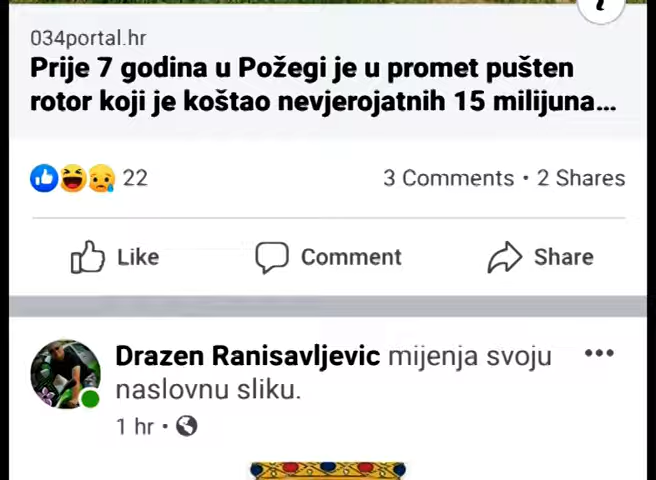 034portal.hr
Prije 7 godina u Požegi je u promet pušten
rotor koji je koštao nevjerojatnih 15 milijuna...
22
3 Comments • 2 Shares
Like
Comment
Share
Drazen Ranisavljevic mijenja svoju
naslovnu sliku.
1 hr •